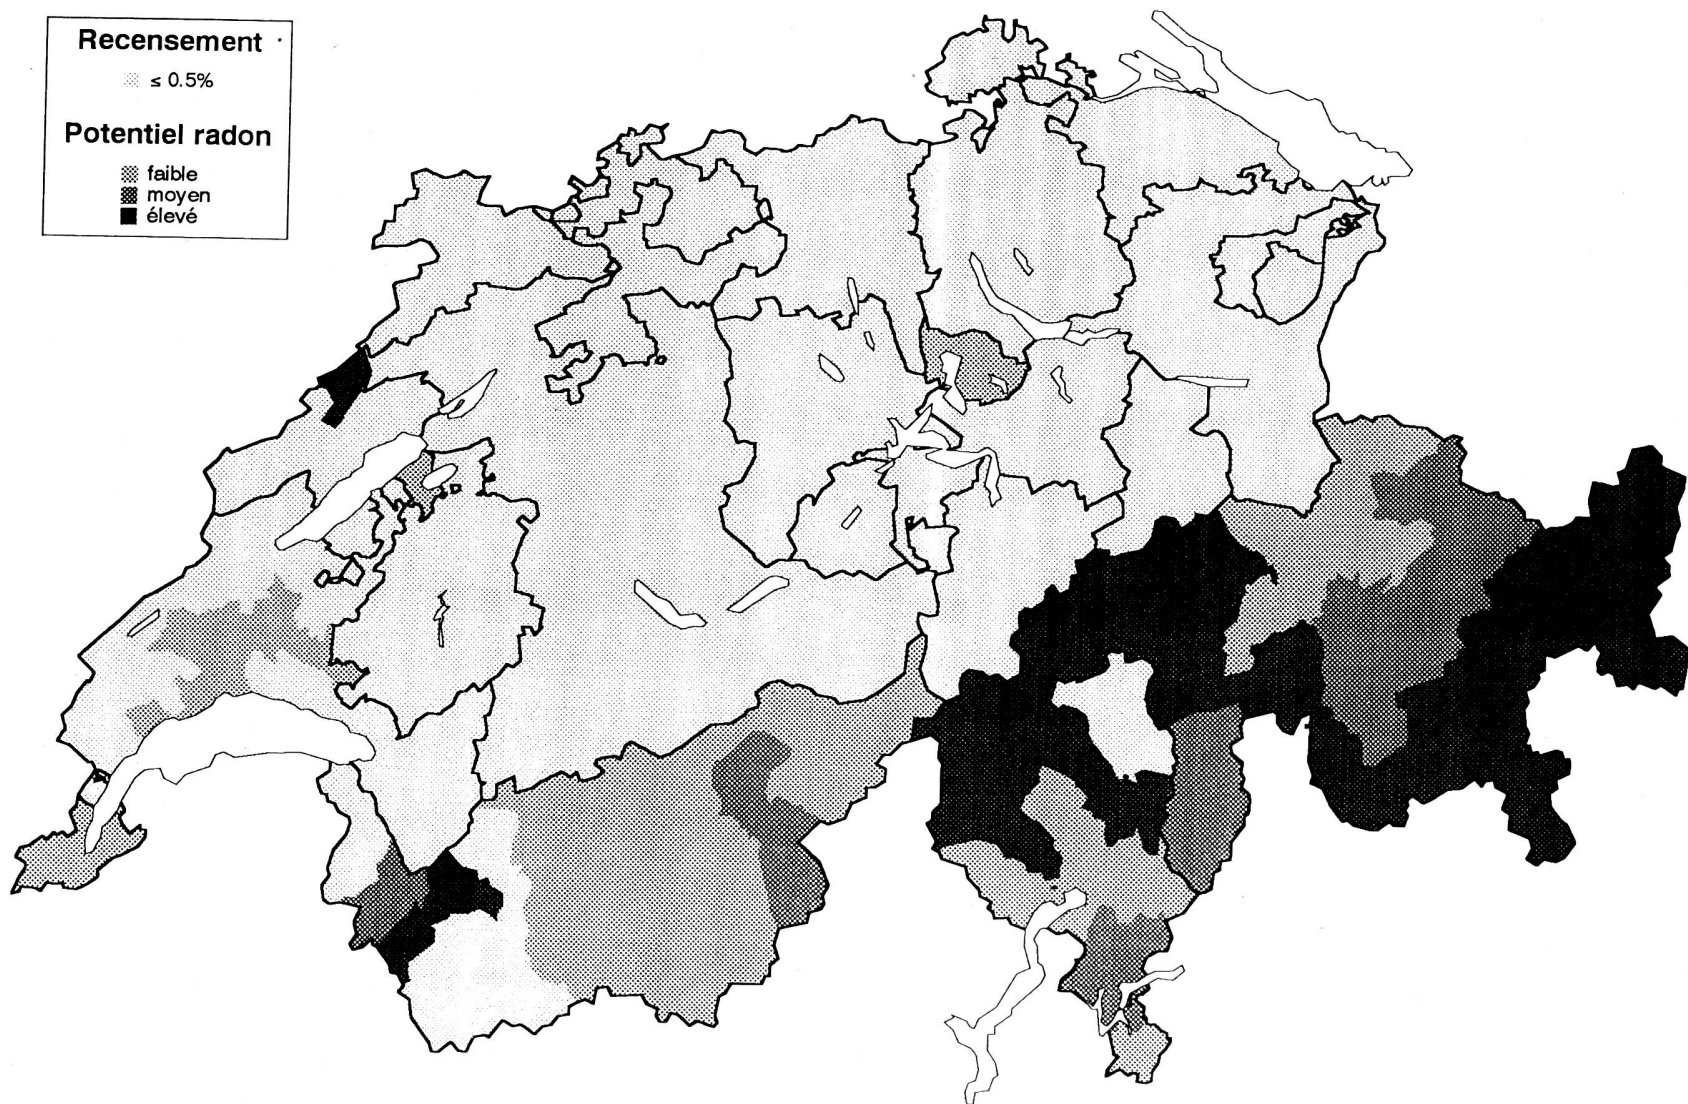 Recensement
≤ 0.5%
Potentiel radon
faible
moyen
élevé